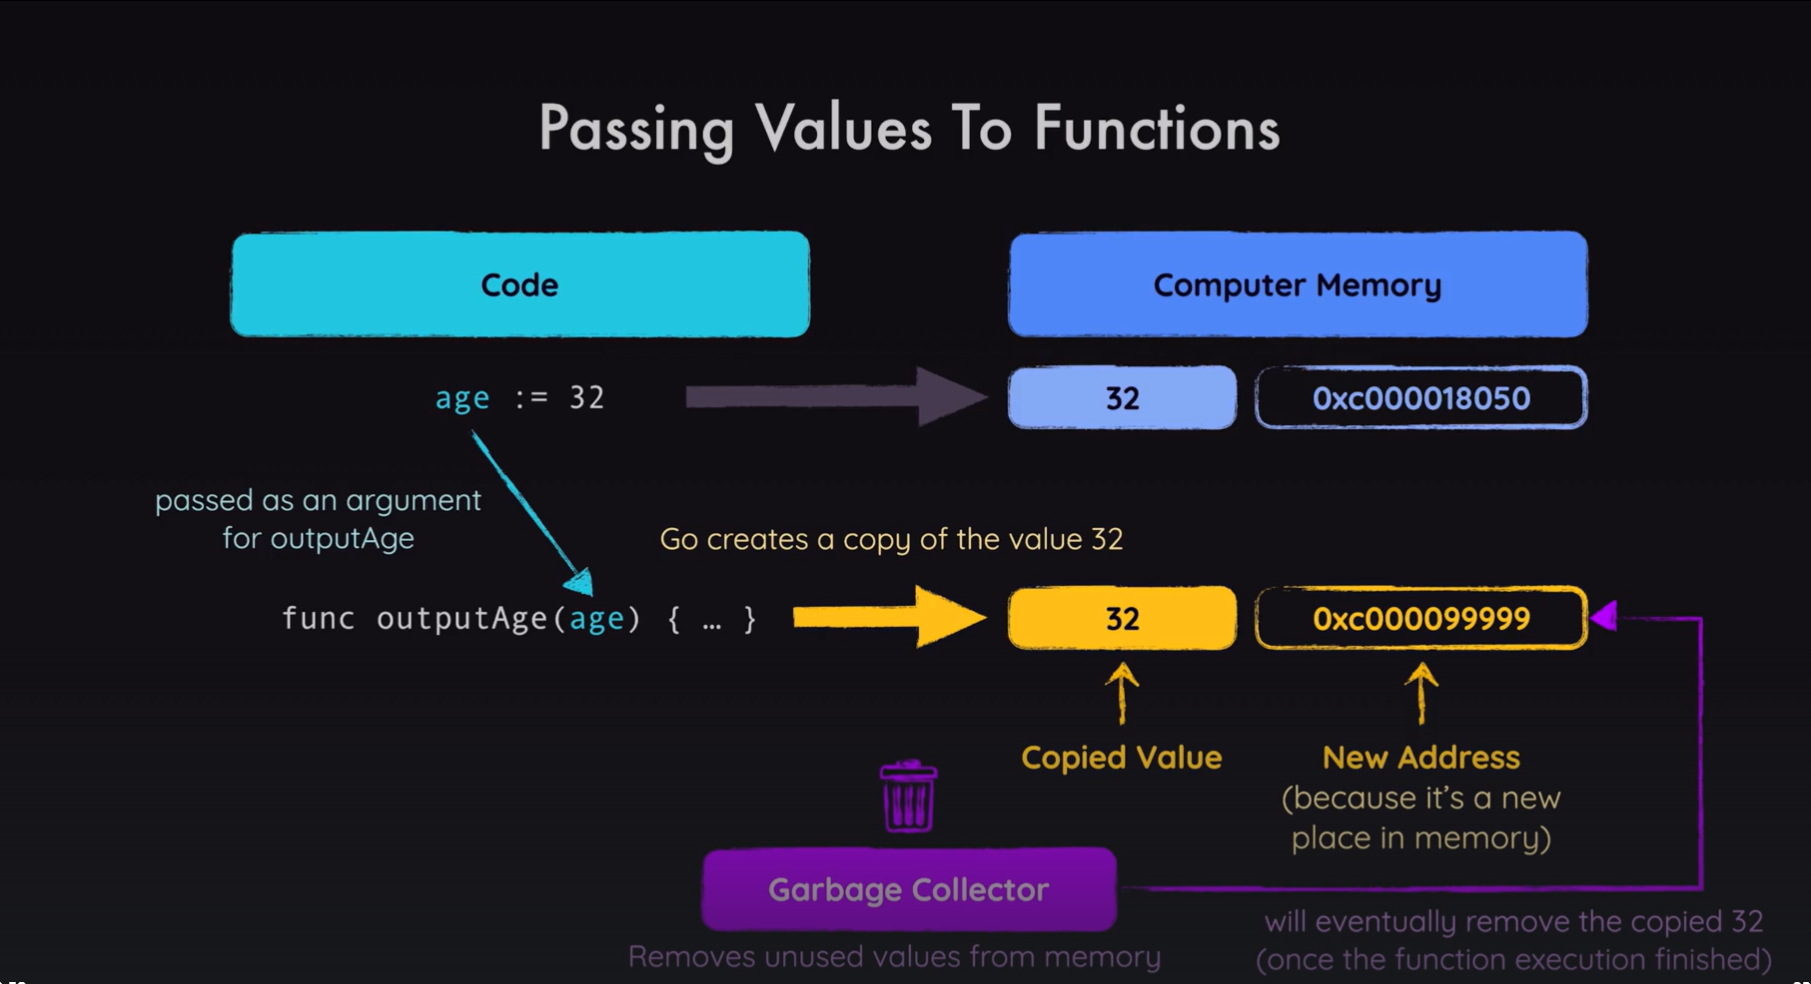 Passing Values To Functions
Code
Computer Memory
age := 32
32
0xc000018050
passed as an argument
for outputAge
Go creates a copy of the value 32
func outputAge(age) { … }
32
0xc000099999
Copied Value
New Address
(because it’s a new
place in memory)
Garbage Collector
Removes unused values from memory
will eventually remove the copied 32
(once the function execution finished)